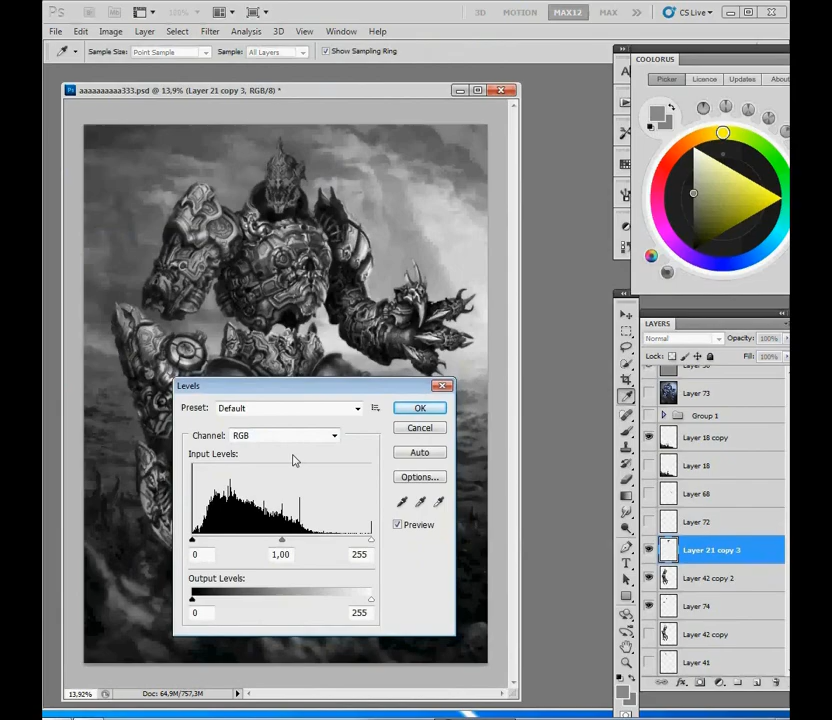 Ps Br Mb 100% 3D MOTION MAX12 MAX CS Live
File Edit Image Layer Select Filter Analysis 3D View Window Help
Sample Size: Point Sample Sample: All Layers Show Sampling Ring
COOLORUS
Picker Licence Updates About
aaaaaaaaaa333.psd @ 13,9% (Layer 21 copy 3, RGB/8) *
LAYERS
Normal Opacity: 100%
Lock: Fill: 100%
Layer 73
Group 1
Layer 18 copy
Layer 18
Layer 68
Layer 72
Layer 21 copy 3
Layer 42 copy 2
Layer 74
Layer 42 copy
Layer 41
Levels
Preset: Default OK
Cancel
Channel: RGB
Input Levels: Auto
Options...
Preview
0 1,00 255
Output Levels:
0 255
13,92% Doc: 64,9M/757,3M